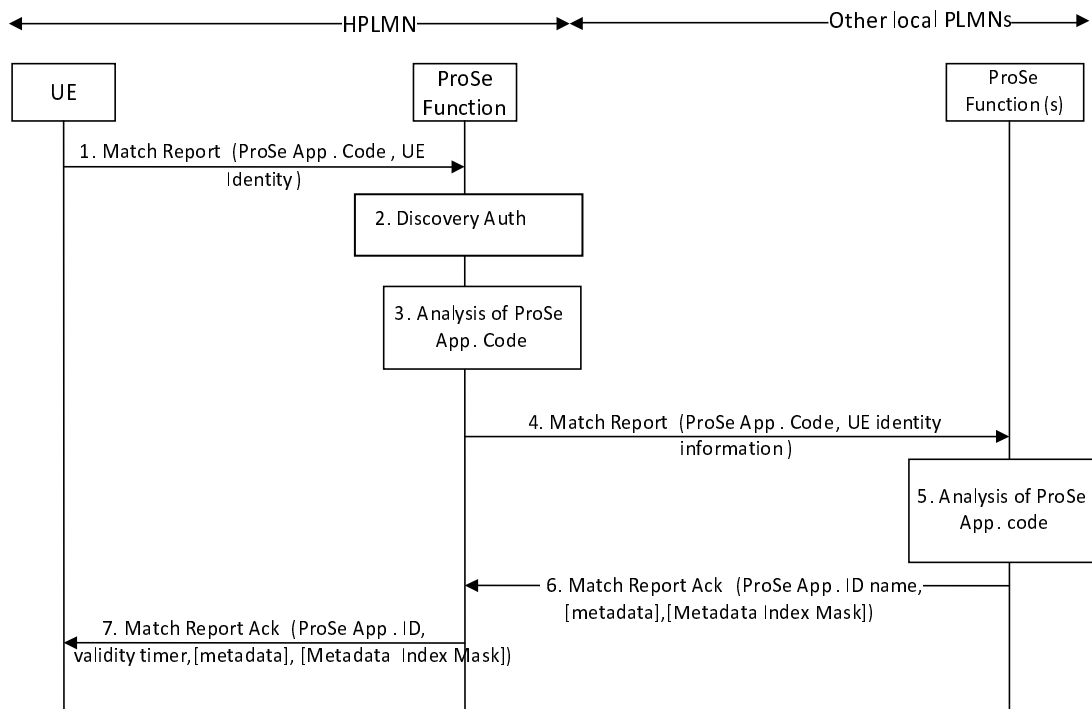 HPLMN
Other local PLMNs
UE
ProSe
Function
ProSe
Function (s)
1. Match Report (ProSe App . Code , UE
Identity )
2. Discovery Auth
3. Analysis of ProSe
App. Code
4. Match Report (ProSe App . Code, UE identity
information )
5. Analysis of ProSe
App . code
6. Match Report Ack (ProSe App . ID name,
[metadata],[Metadata Index Mask])
7. Match Report Ack (ProSe App . ID,
validity timer,[metadata], [Metadata Index Mask])